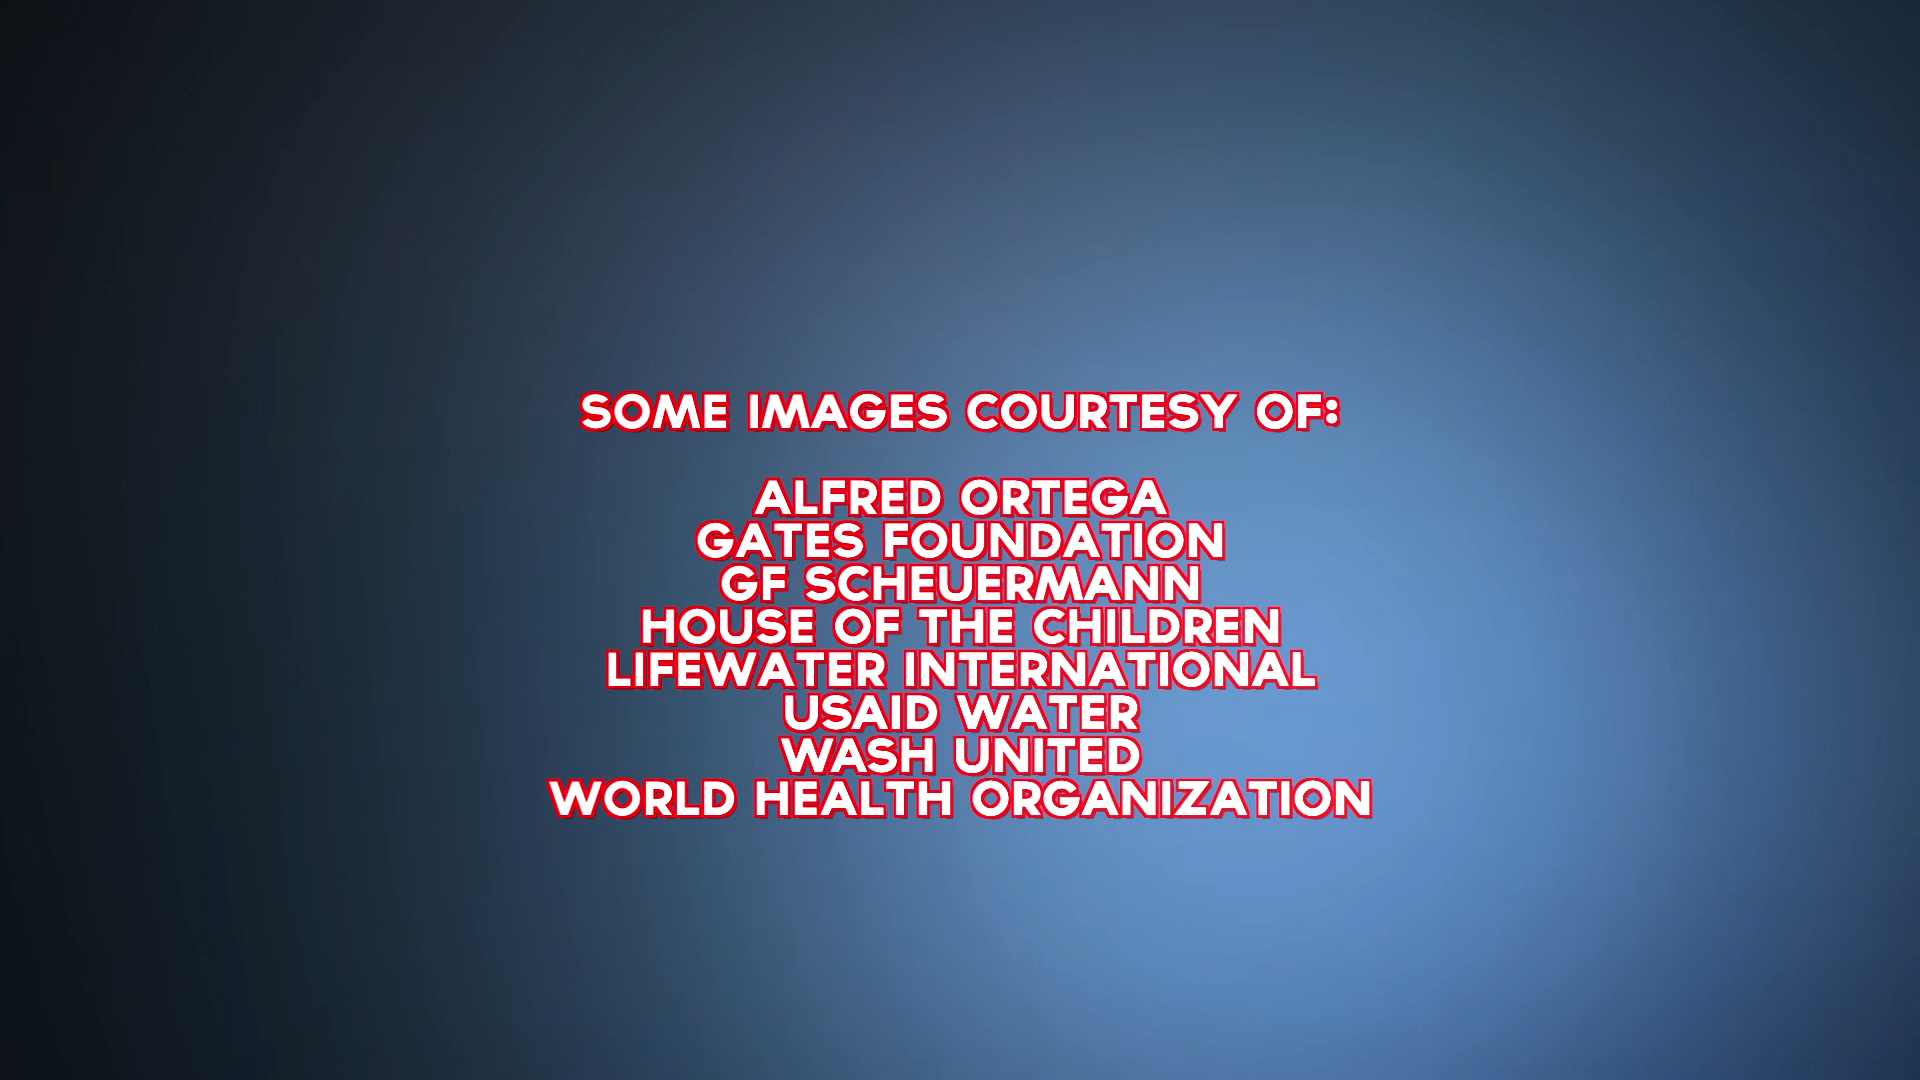 SOME IMAGES COURTESY OF:
ALFRED ORTEGA
GATES FOUNDATION
GF SCHEUERMANN
HOUSE OF THE CHILDREN
LIFEWATER INTERNATIONAL
USAID WATER
WASH UNITED
WORLD HEALTH ORGANIZATION